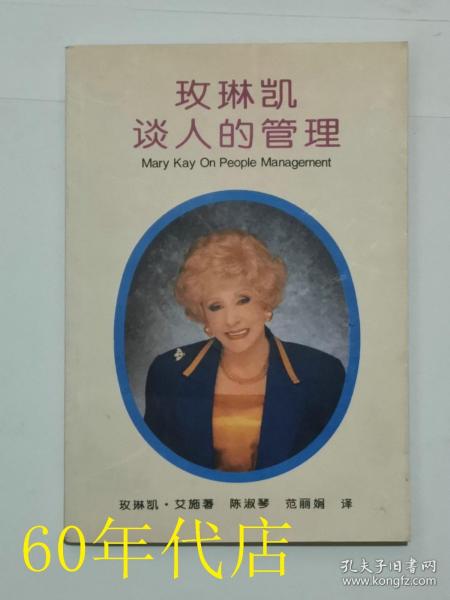 玫琳凯
谈人的管理
Mary Kay On People Management
玫琳凯·艾施著 陈淑琴 范丽娟 译
60年代店
孔夫子旧书网
www.kongfz.com